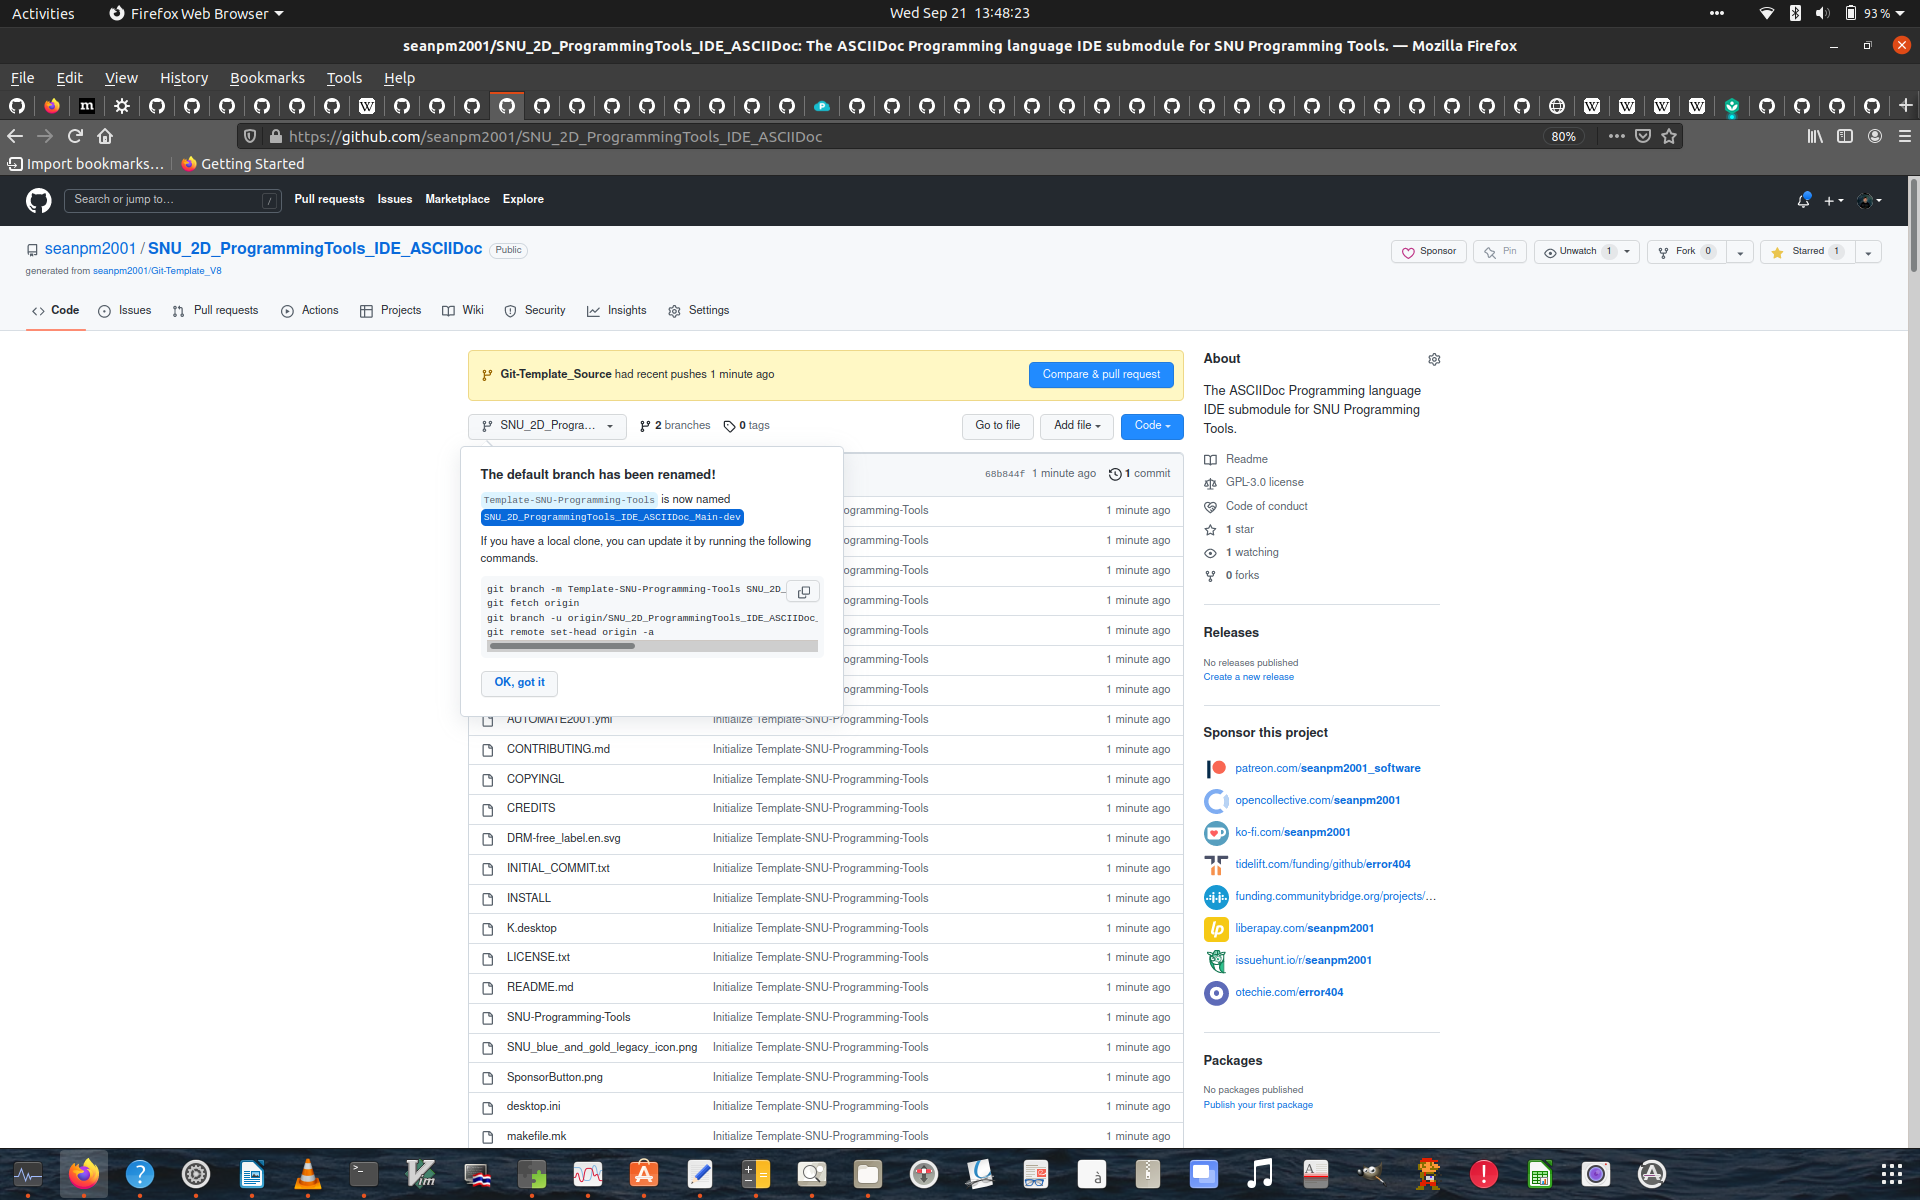 Activities
Firefox Web Browser
Wed Sep 21  13:48:23
93 %
seanpm2001/SNU_2D_ProgrammingTools_IDE_ASCIIDoc: The ASCIIDoc Programming language IDE submodule for SNU Programming Tools. — Mozilla Firefox
File Edit View History Bookmarks Tools Help
https://github.com/seanpm2001/SNU_2D_ProgrammingTools_IDE_ASCIIDoc
80%
Import bookmarks…
Getting Started
Search or jump to…
/
Pull requests Issues Marketplace Explore
seanpm2001 / SNU_2D_ProgrammingTools_IDE_ASCIIDoc Public
generated from seanpm2001/Git-Template_V8
Sponsor
Pin
Unwatch 1
Fork 0
Starred 1
Code Issues Pull requests Actions Projects Wiki Security Insights Settings
Git-Template_Source had recent pushes 1 minute ago
Compare & pull request
SNU_2D_Progra…
2 branches
0 tags
Go to file
Add file
Code
The default branch has been renamed!
Template-SNU-Programming-Tools is now named
SNU_2D_ProgrammingTools_IDE_ASCIIDoc_Main-dev
If you have a local clone, you can update it by running the following
commands.
git branch -m Template-SNU-Programming-Tools SNU_2D_
git fetch origin
git branch -u origin/SNU_2D_ProgrammingTools_IDE_ASCIIDoc_
git remote set-head origin -a
OK, got it
68b844f 1 minute ago 1 commit
ogramming-Tools 1 minute ago
ogramming-Tools 1 minute ago
ogramming-Tools 1 minute ago
ogramming-Tools 1 minute ago
ogramming-Tools 1 minute ago
ogramming-Tools 1 minute ago
ogramming-Tools 1 minute ago
AUTOMATE2001.yml Initialize Template-SNU-Programming-Tools 1 minute ago
CONTRIBUTING.md Initialize Template-SNU-Programming-Tools 1 minute ago
COPYINGL Initialize Template-SNU-Programming-Tools 1 minute ago
CREDITS Initialize Template-SNU-Programming-Tools 1 minute ago
DRM-free_label.en.svg Initialize Template-SNU-Programming-Tools 1 minute ago
INITIAL_COMMIT.txt Initialize Template-SNU-Programming-Tools 1 minute ago
INSTALL Initialize Template-SNU-Programming-Tools 1 minute ago
K.desktop Initialize Template-SNU-Programming-Tools 1 minute ago
LICENSE.txt Initialize Template-SNU-Programming-Tools 1 minute ago
README.md Initialize Template-SNU-Programming-Tools 1 minute ago
SNU-Programming-Tools Initialize Template-SNU-Programming-Tools 1 minute ago
SNU_blue_and_gold_legacy_icon.png Initialize Template-SNU-Programming-Tools 1 minute ago
SponsorButton.png Initialize Template-SNU-Programming-Tools 1 minute ago
desktop.ini Initialize Template-SNU-Programming-Tools 1 minute ago
makefile.mk Initialize Template-SNU-Programming-Tools 1 minute ago
About
The ASCIIDoc Programming language
IDE submodule for SNU Programming
Tools.
Readme
GPL-3.0 license
Code of conduct
1 star
1 watching
0 forks
Releases
No releases published
Create a new release
Sponsor this project
patreon.com/seanpm2001_software
opencollective.com/seanpm2001
ko-fi.com/seanpm2001
tidelift.com/funding/github/error404
funding.communitybridge.org/projects/…
liberapay.com/seanpm2001
issuehunt.io/r/seanpm2001
otechie.com/error404
Packages
No packages published
Publish your first package